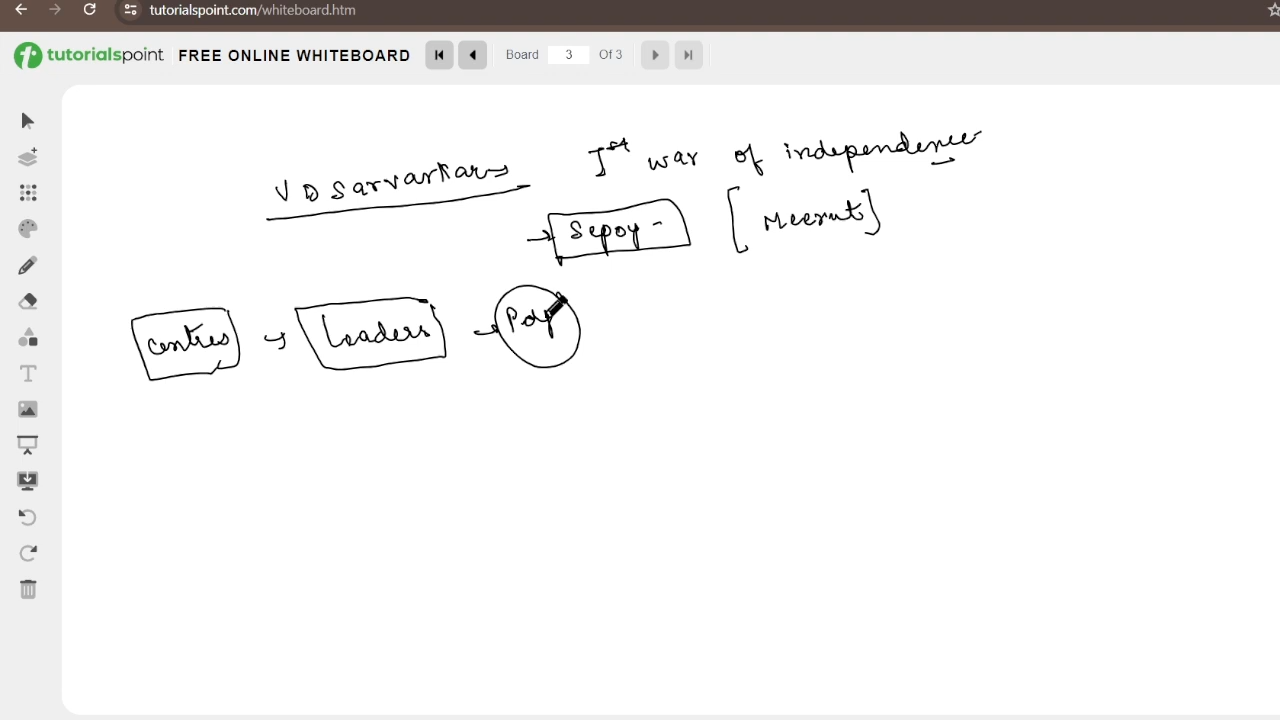 tutorialspoint.com/whiteboard.htm
tutorialspoint FREE ONLINE WHITEBOARD Board 3 Of 3
V D Sarvarkar Ist war of independence
Sepoy - [Meerut]
centres → Leaders →